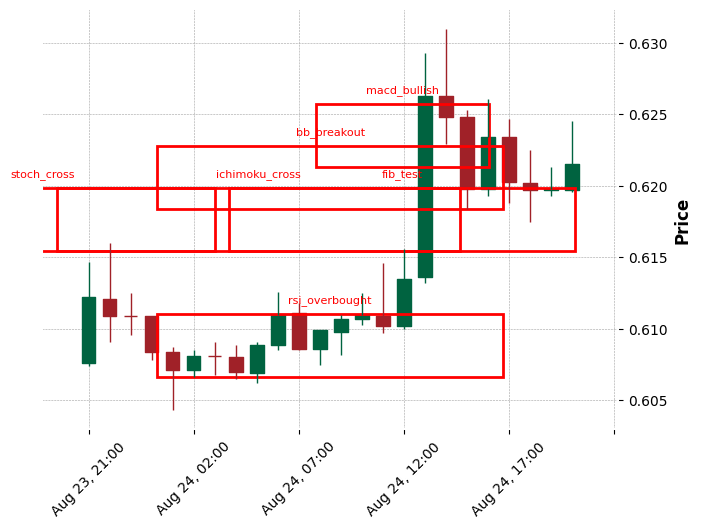 macd_bullish
bb_breakout
stoch_cross
ichimoku_cross
fib_test
rsi_overbought
0.630
0.625
0.620
0.615
0.610
0.605
Price
Aug 23, 21:00
Aug 24, 02:00
Aug 24, 07:00
Aug 24, 12:00
Aug 24, 17:00